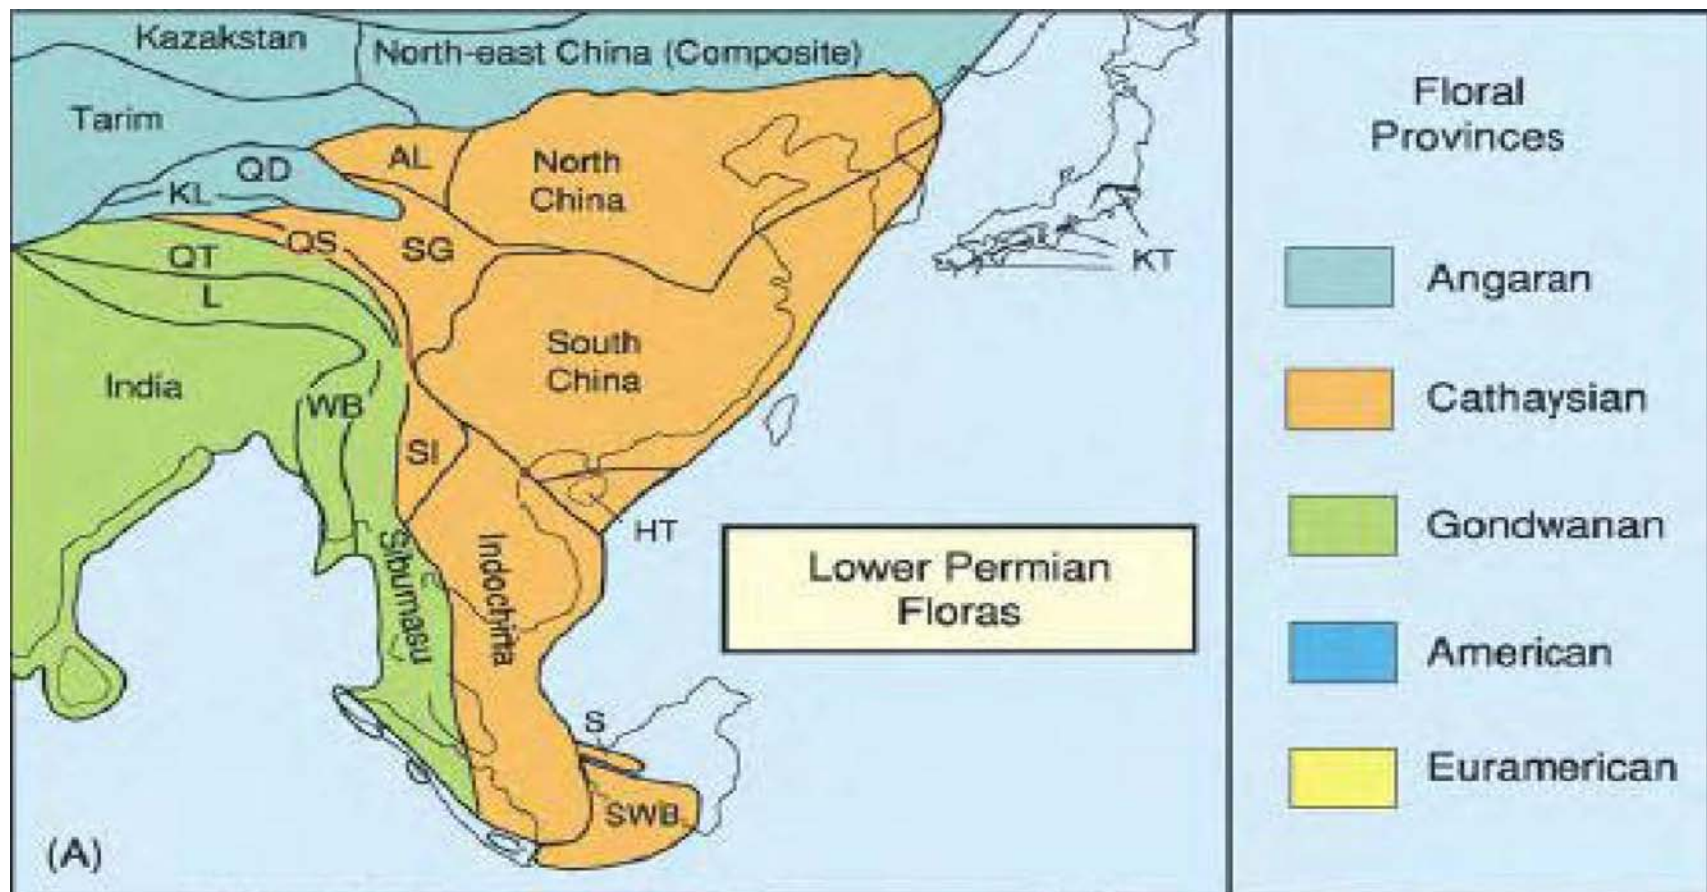 Kazakstan
North-east China (Composite)
Tarim
QD
AL
North
China
KL
QS
SG
QT
L
KT
India
South
China
WB
SI
HT
Sibumasu
Indochina
Lower Permian
Floras
S
SWB
(A)
Floral
Provinces
Angaran
Cathaysian
Gondwanan
American
Euramerican